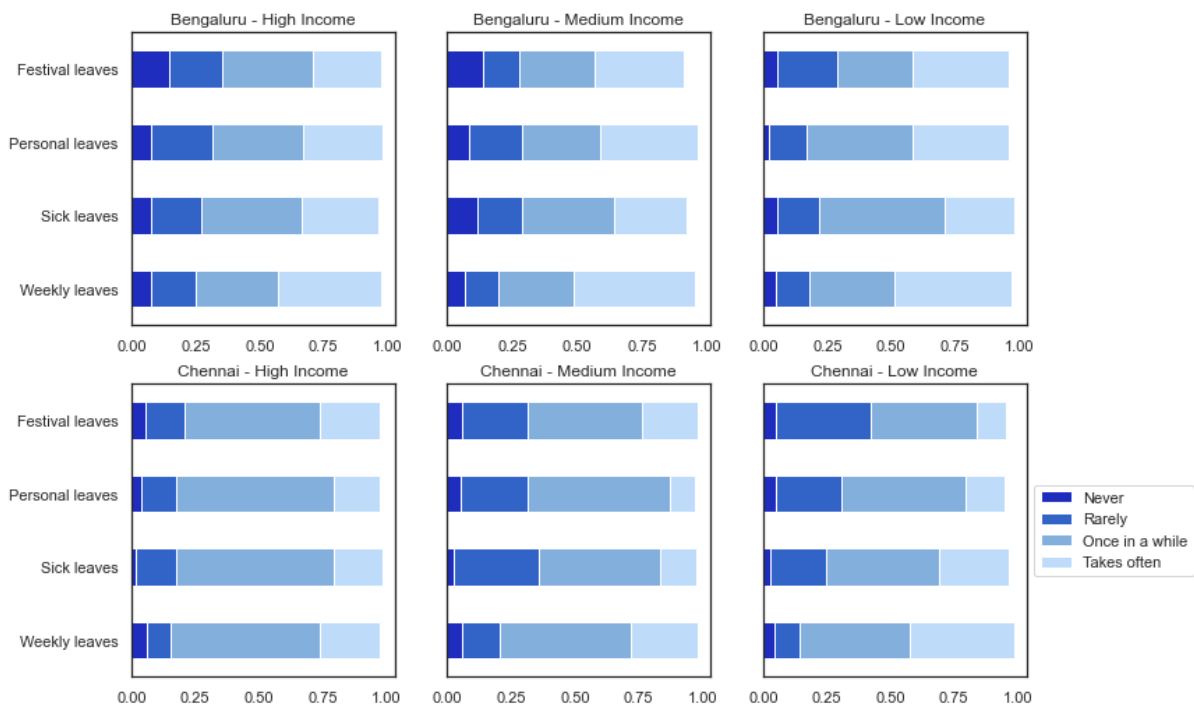 Bengaluru - High Income
Bengaluru - Medium Income
Bengaluru - Low Income
Festival leaves
Personal leaves
Sick leaves
Weekly leaves
0.00 0.25 0.50 0.75 1.00
0.00 0.25 0.50 0.75 1.00
0.00 0.25 0.50 0.75 1.00
Chennai - High Income
Chennai - Medium Income
Chennai - Low Income
Festival leaves
Personal leaves
Sick leaves
Weekly leaves
0.00 0.25 0.50 0.75 1.00
0.00 0.25 0.50 0.75 1.00
0.00 0.25 0.50 0.75 1.00
Never
Rarely
Once in a while
Takes often